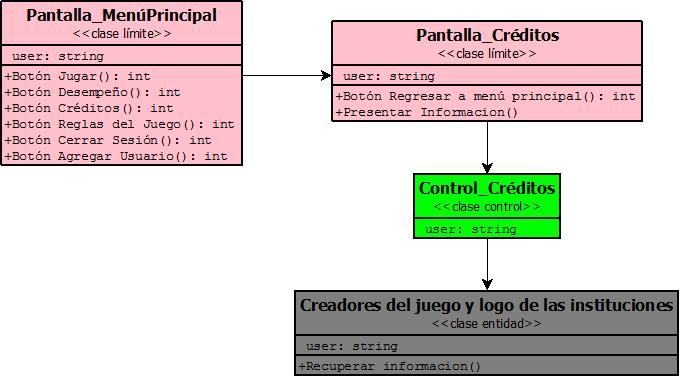 Pantalla_MenúPrincipal
<<clase límite>>
user: string
+Botón Jugar(): int
+Botón Desempeño(): int
+Botón Créditos(): int
+Botón Reglas del Juego(): int
+Botón Cerrar Sesión(): int
+Botón Agregar Usuario(): int
Pantalla_Créditos
<<clase límite>>
user: string
+Botón Regresar a menú principal(): int
+Presentar Informacion()
Control_Créditos
<<clase control>>
user: string
Creadores del juego y logo de las instituciones
<<clase entidad>>
user: string
+Recuperar informacion()